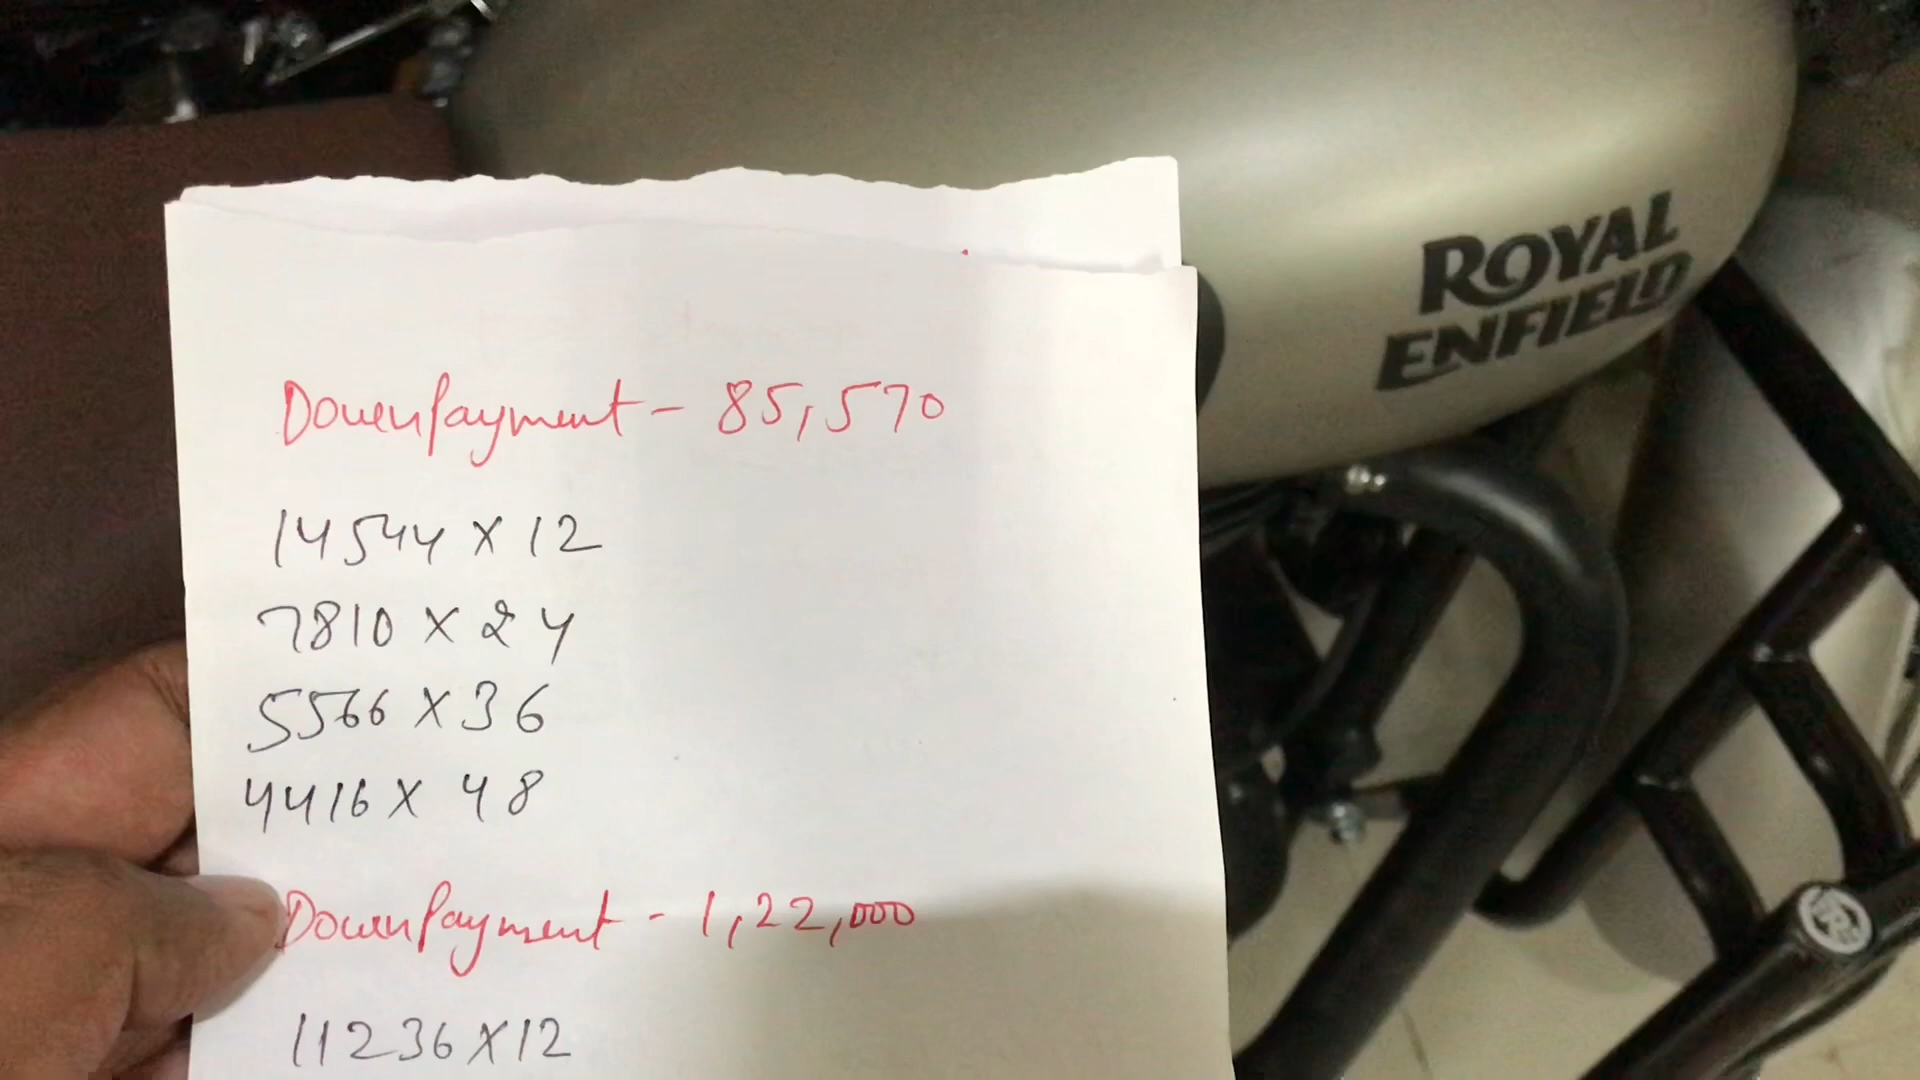 ROYAL
ENFIELD
Downpayment - 85,570
14544 X 12
7810 X 24
5566 X 36
4416 X 48
Downpayment - 1,22,000
11236 X 12